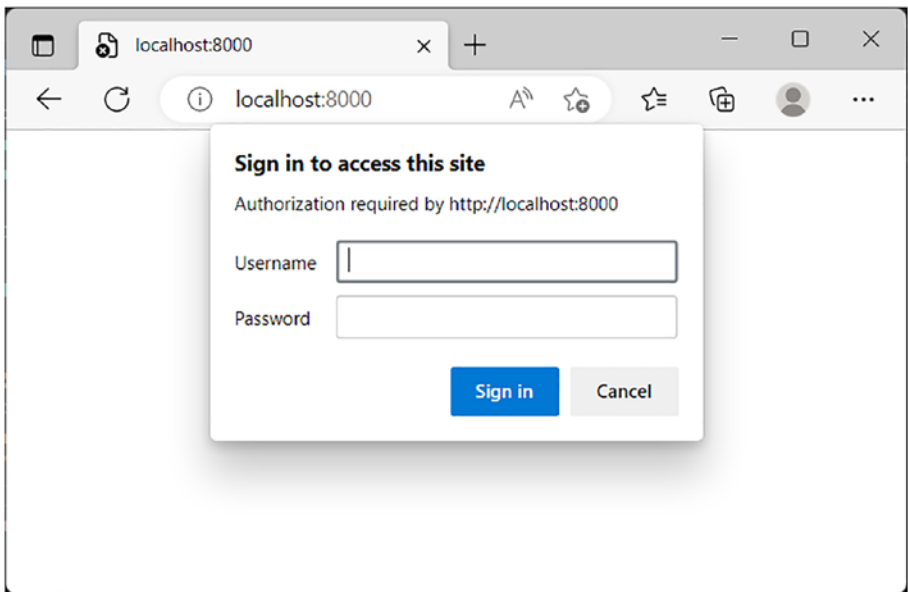 localhost:8000
localhost:8000
Sign in to access this site
Authorization required by http://localhost:8000
Username
Password
Sign in Cancel